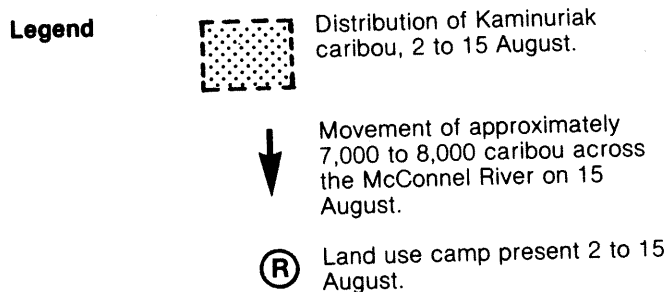 Legend
Distribution of Kaminuriak
caribou, 2 to 15 August.
Movement of approximately
7,000 to 8,000 caribou across
the McConnel River on 15
August.
R
Land use camp present 2 to 15
August.